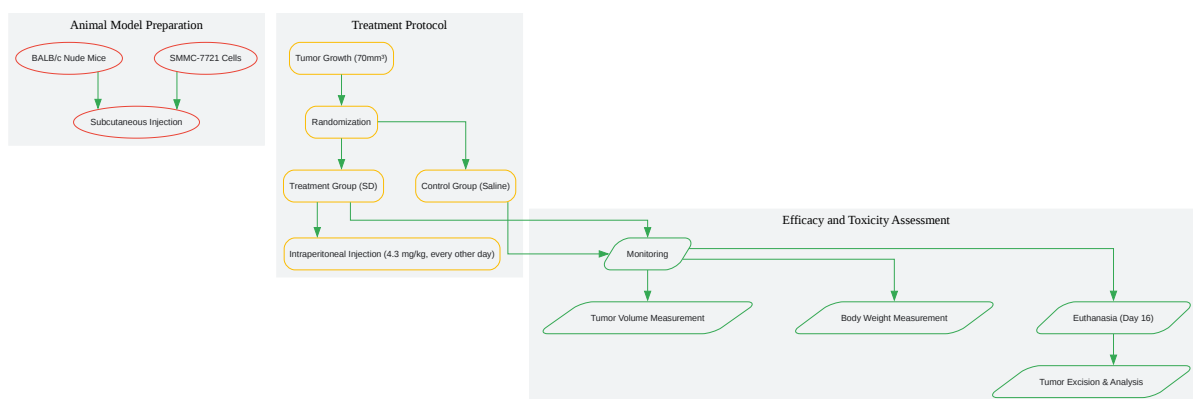 Animal Model Preparation
BALB/c Nude Mice
SMMC-7721 Cells
Subcutaneous Injection
Treatment Protocol
Tumor Growth (70mm³)
Randomization
Treatment Group (SD)
Control Group (Saline)
Intraperitoneal Injection (4.3 mg/kg, every other day)
Efficacy and Toxicity Assessment
Monitoring
Tumor Volume Measurement
Body Weight Measurement
Euthanasia (Day 16)
Tumor Excision & Analysis